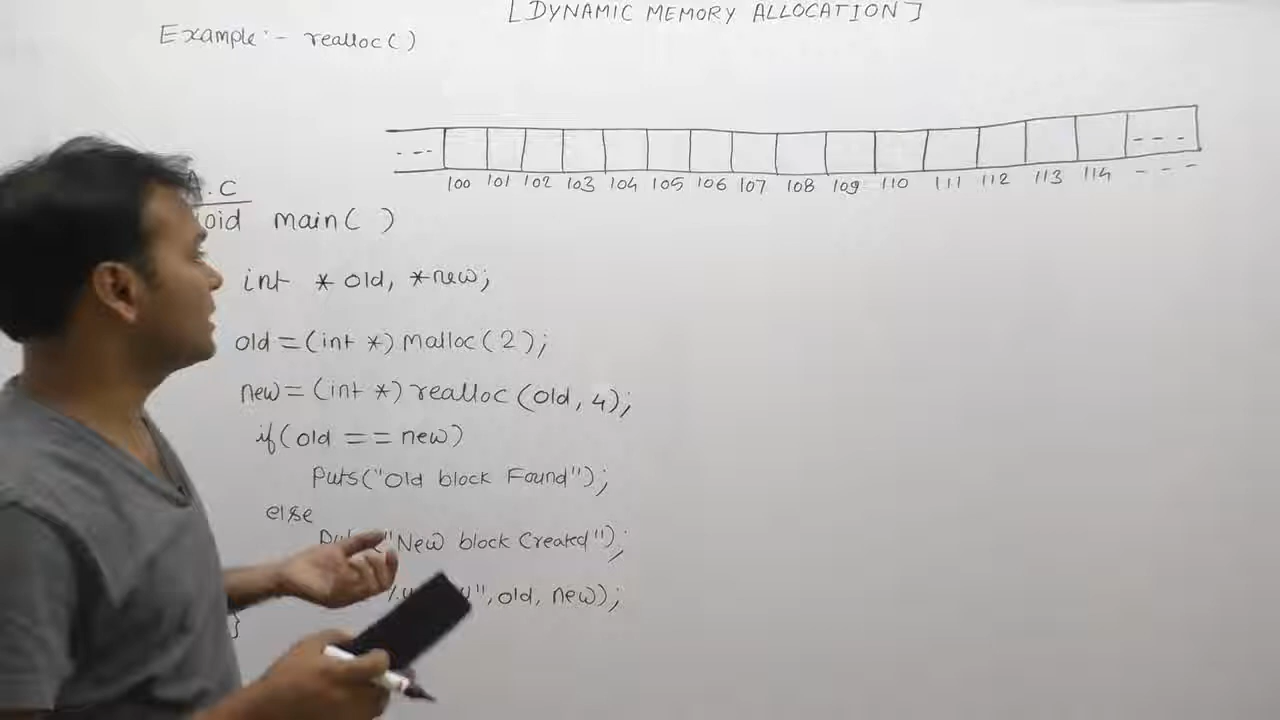 [DYNAMIC MEMORY ALLOCATION]
Example:- realloc()
--- ---
100 101 102 103 104 105 106 107 108 109 110 111 112 113 114 ---
A.C
oid main( )
int * old, *new;
old = (int *) malloc(2);
new = (int *) realloc(old, 4);
if(old == new)
Puts("Old block Found");
else
"New block Created");
", old, new);
}